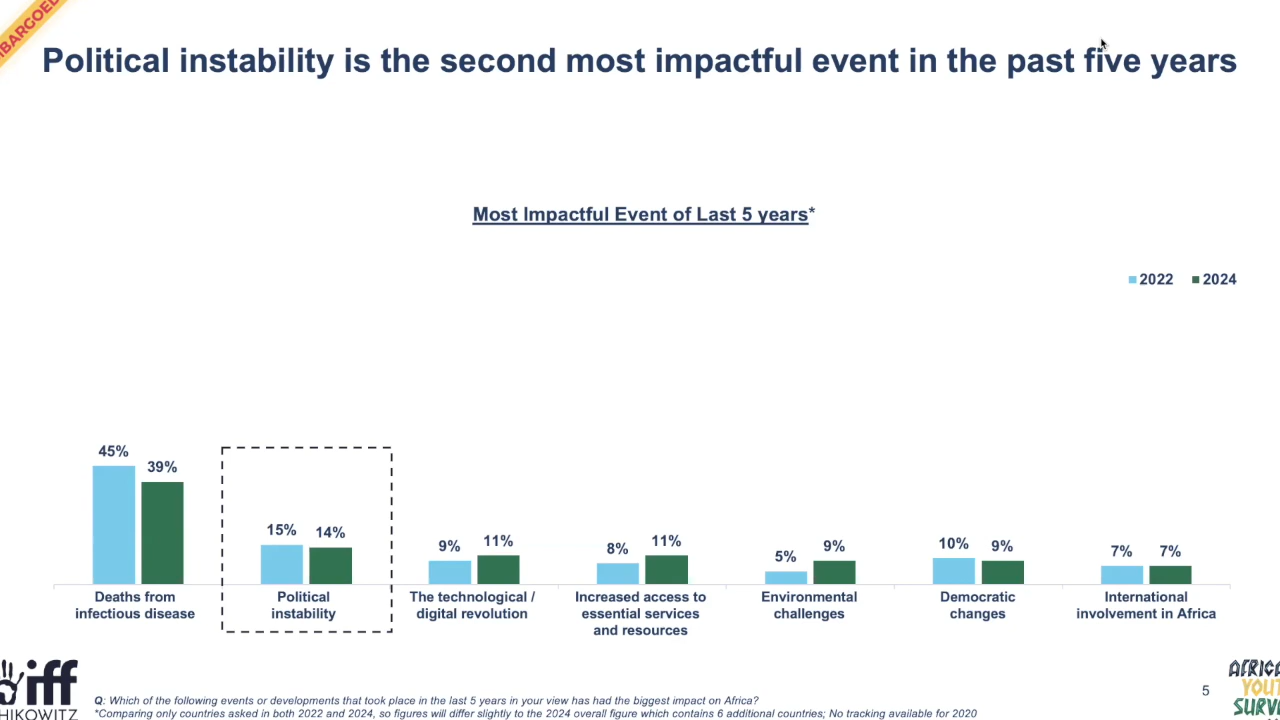 BARGOED
Political instability is the second most impactful event in the past five years
Most Impactful Event of Last 5 years*
2022 2024
45% 39% 15% 14% 9% 11% 8% 11% 5% 9% 10% 9% 7% 7%
Deaths from
infectious disease
Political
instability
The technological /
digital revolution
Increased access to
essential services
and resources
Environmental
challenges
Democratic
changes
International
involvement in Africa
iff
HIKOWITZ
Q: Which of the following events or developments that took place in the last 5 years in your view has had the biggest impact on Africa?
*Comparing only countries asked in both 2022 and 2024, so figures will differ slightly to the 2024 overall figure which contains 6 additional countries; No tracking available for 2020
5
AFRICA
YOUT
SURVE